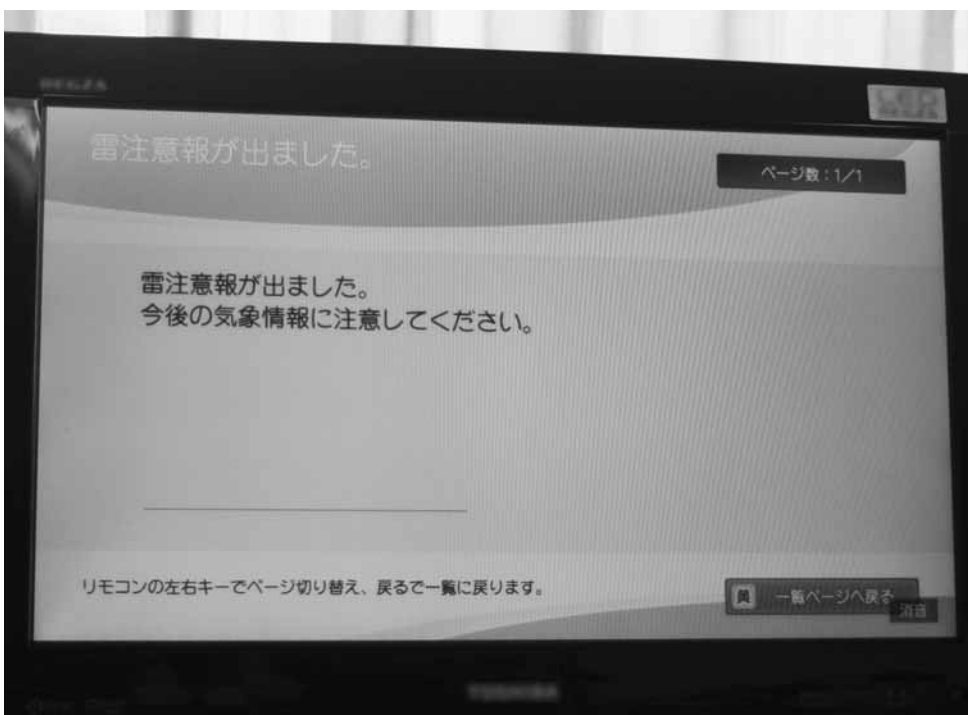 雷注意報が出ました。
ページ数：1／1
雷注意報が出ました。
今後の気象情報に注意してください。
リモコンの左右キーでページ切り替え、戻るで一覧に戻ります。
黄 一覧ページへ戻る
消音